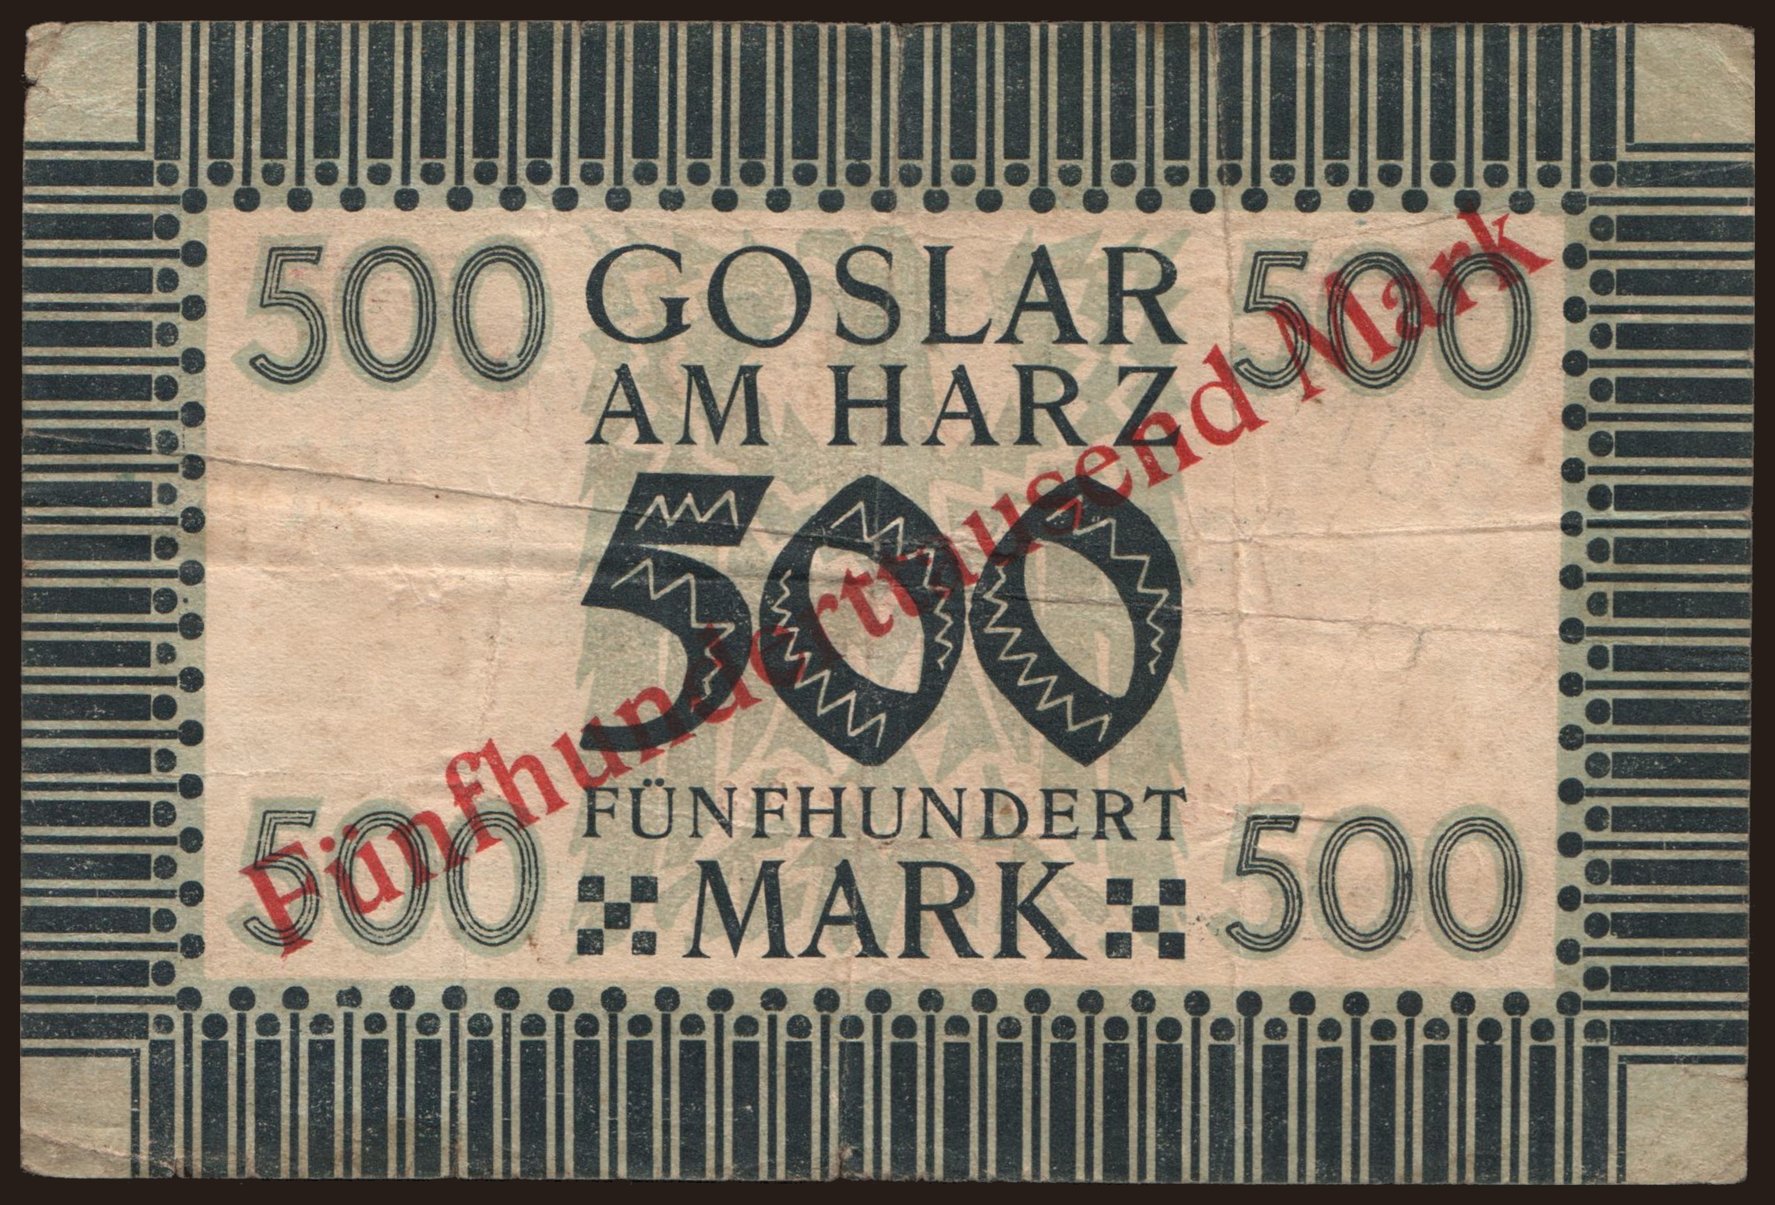 500 GOSLAR 500
AM HARZ
500
FÜNFHUNDERT
500 MARK 500
Fünfhunderttausend Mark